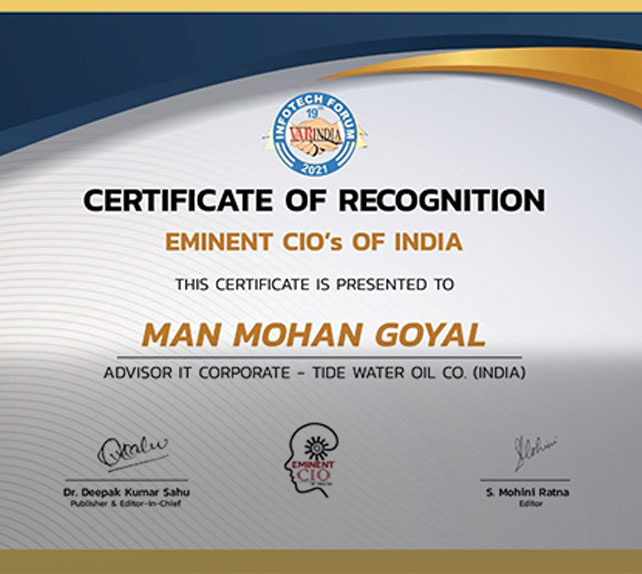 INFOTECH FORUM
19TH
VARINDIA
2021
CERTIFICATE OF RECOGNITION
EMINENT CIO's OF INDIA
THIS CERTIFICATE IS PRESENTED TO
MAN MOHAN GOYAL
ADVISOR IT CORPORATE - TIDE WATER OIL CO. (INDIA)
EMINENT
CIO
Dr. Deepak Kumar Sahu
Publisher & Editor-In-Chief
S. Mohini Ratna
Editor